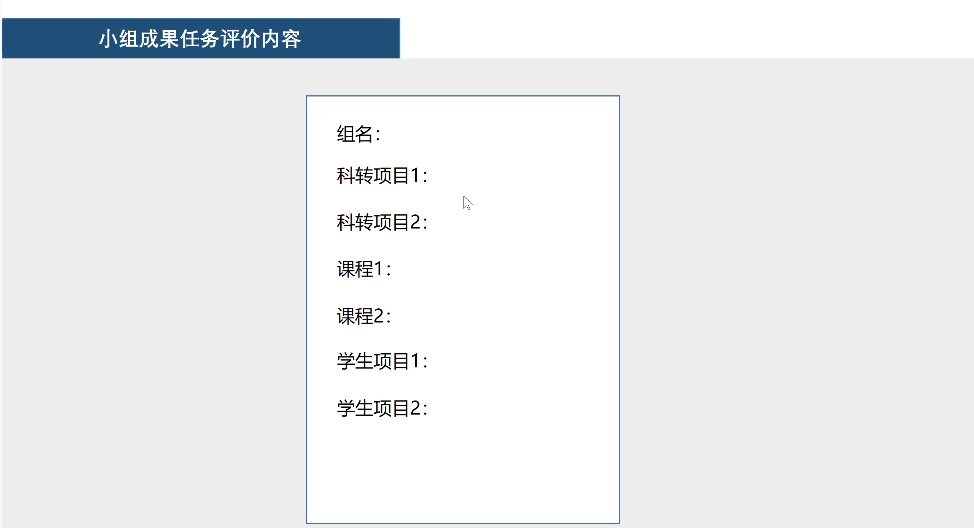 小组成果任务评价内容
组名：
科转项目1：
科转项目2：
课程1：
课程2：
学生项目1：
学生项目2：